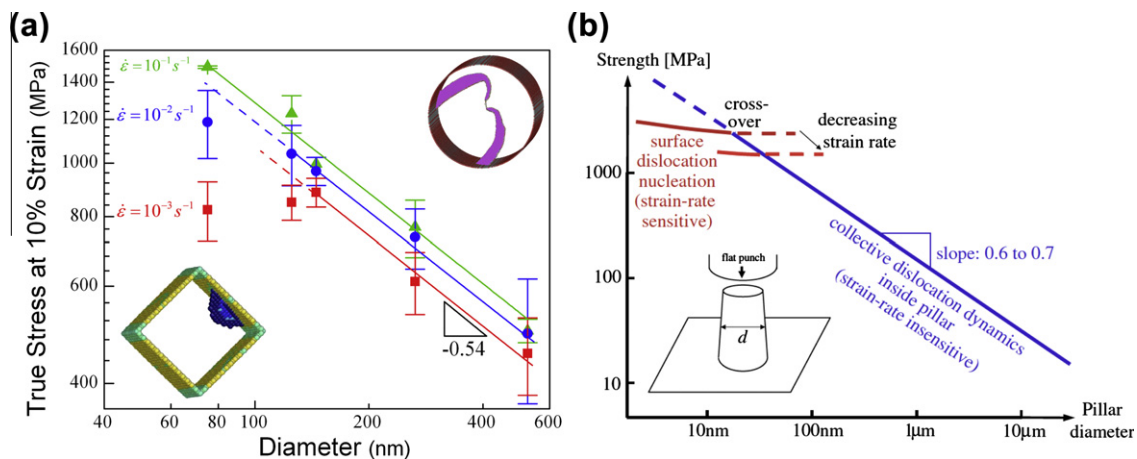 (a)
True Stress at 10% Strain (MPa)
1600
1400
1200
1000
800
600
400
ε̇=10⁻¹s⁻¹
ε̇=10⁻²s⁻¹
ε̇=10⁻³s⁻¹
-0.54
40
60
80
100
200
400
600
Diameter (nm)
(b)
Strength [MPa]
1000
100
10
cross-
over
decreasing
strain rate
surface
dislocation
nucleation
(strain-rate
sensitive)
slope: 0.6 to 0.7
collective dislocation dynamics
inside pillar
(strain-rate insensitive)
flat punch
d
10nm
100nm
1μm
10μm
Pillar
diameter